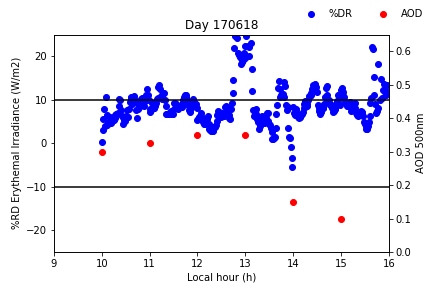 %DR AOD
Day 170618
%RD Erythermal Irradiance (W/m2)
20
10
0
−10
−20
0.6
0.5
0.4
0.3
0.2
0.1
0.0
AOD 500nm
9 10 11 12 13 14 15 16
Local hour (h)